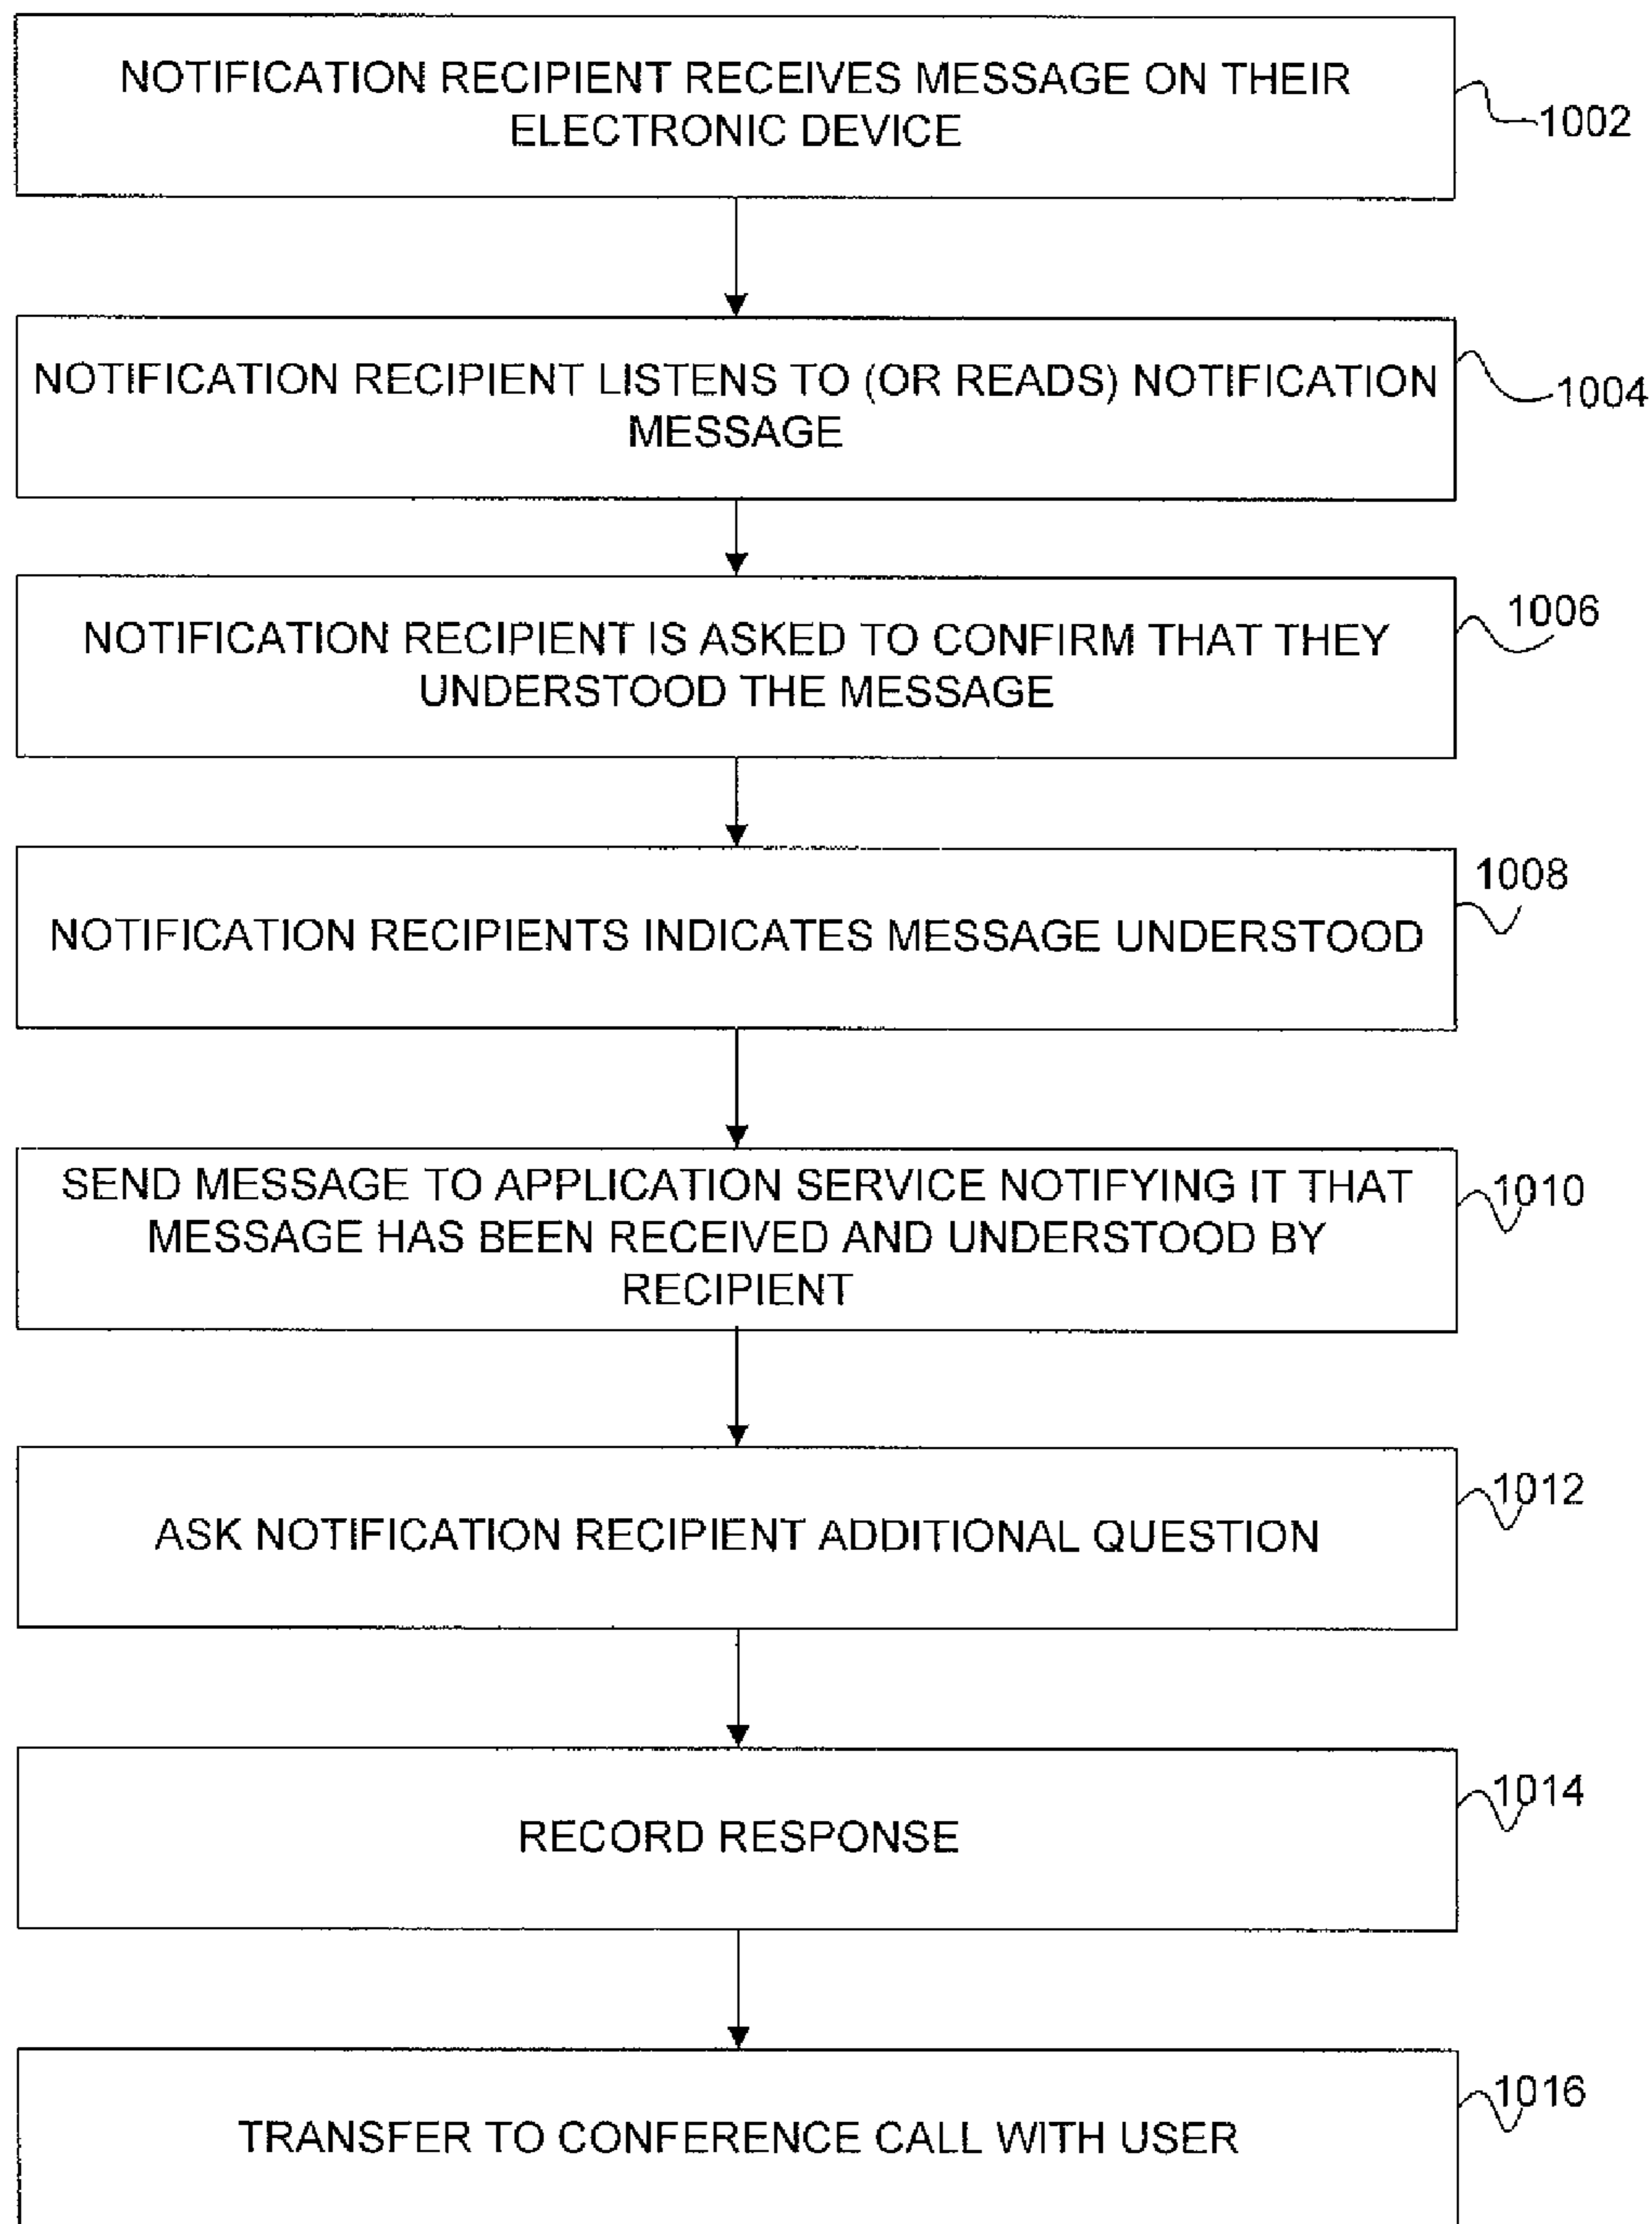 NOTIFICATION RECIPIENT RECEIVES MESSAGE ON THEIR
ELECTRONIC DEVICE
1002
NOTIFICATION RECIPIENT LISTENS TO (OR READS) NOTIFICATION
MESSAGE
1004
NOTIFICATION RECIPIENT IS ASKED TO CONFIRM THAT THEY
UNDERSTOOD THE MESSAGE
1006
NOTIFICATION RECIPIENTS INDICATES MESSAGE UNDERSTOOD
1008
SEND MESSAGE TO APPLICATION SERVICE NOTIFYING IT THAT
MESSAGE HAS BEEN RECEIVED AND UNDERSTOOD BY
RECIPIENT
1010
ASK NOTIFICATION RECIPIENT ADDITIONAL QUESTION
1012
RECORD RESPONSE
1014
TRANSFER TO CONFERENCE CALL WITH USER
1016